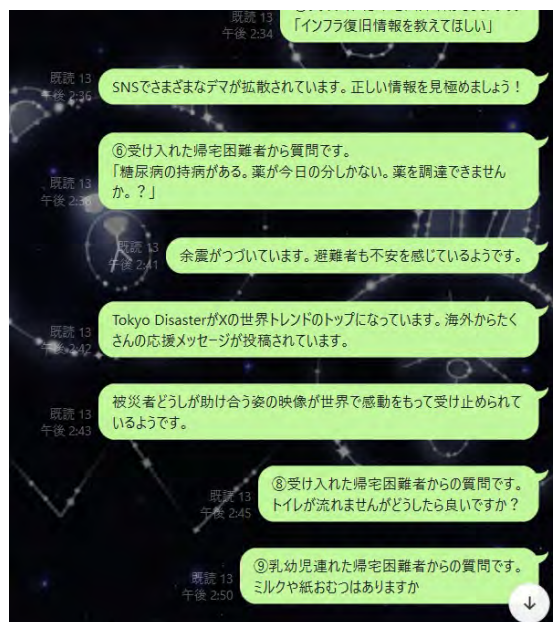 既読 13
午後 2:34
「インフラ復旧情報を教えてほしい」
既読 13
午後 2:36
SNSでさまざまなデマが拡散されています。正しい情報を見極めましょう！
⑥受け入れた帰宅困難者から質問です。
「糖尿病の持病がある。薬が今日の分しかない。薬を調達できません
か。？」
既読 13
午後 2:38
余震がつづいています。避難者も不安を感じているようです。
既読 13
午後 2:41
Tokyo DisasterがXの世界トレンドのトップになっています。海外からたく
さんの応援メッセージが投稿されています。
既読 13
午後 2:42
被災者どうしが助け合う姿の映像が世界で感動をもって受け止められて
いるようです。
既読 13
午後 2:43
⑧受け入れた帰宅困難者からの質問です。
トイレが流れませんがどうしたら良いですか？
既読 13
午後 2:45
⑨乳幼児連れた帰宅困難者からの質問です。
ミルクや紙おむつはありますか
既読 13
午後 2:50